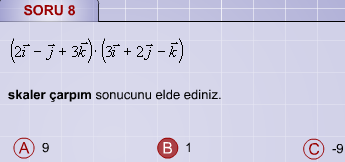 SORU 8
(2i⃗ − j⃗ + 3k⃗)·(3i⃗ + 2j⃗ − k⃗)
skaler çarpım sonucunu elde ediniz.
A 9 B 1 C -9